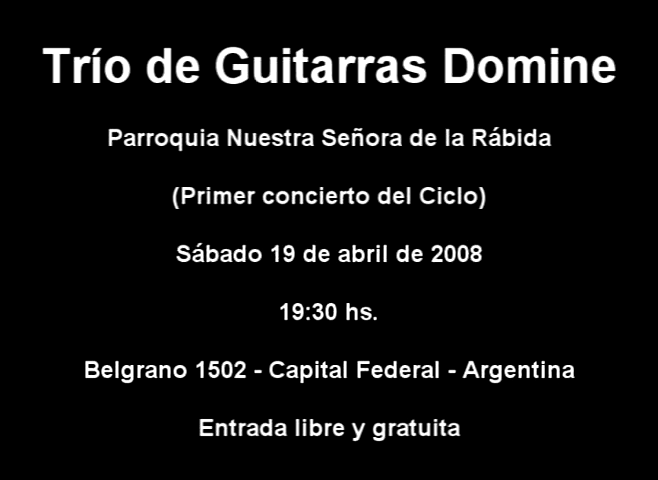 Trío de Guitarras Domine
Parroquia Nuestra Señora de la Rábida
(Primer concierto del Ciclo)
Sábado 19 de abril de 2008
19:30 hs.
Belgrano 1502 - Capital Federal - Argentina
Entrada libre y gratuita